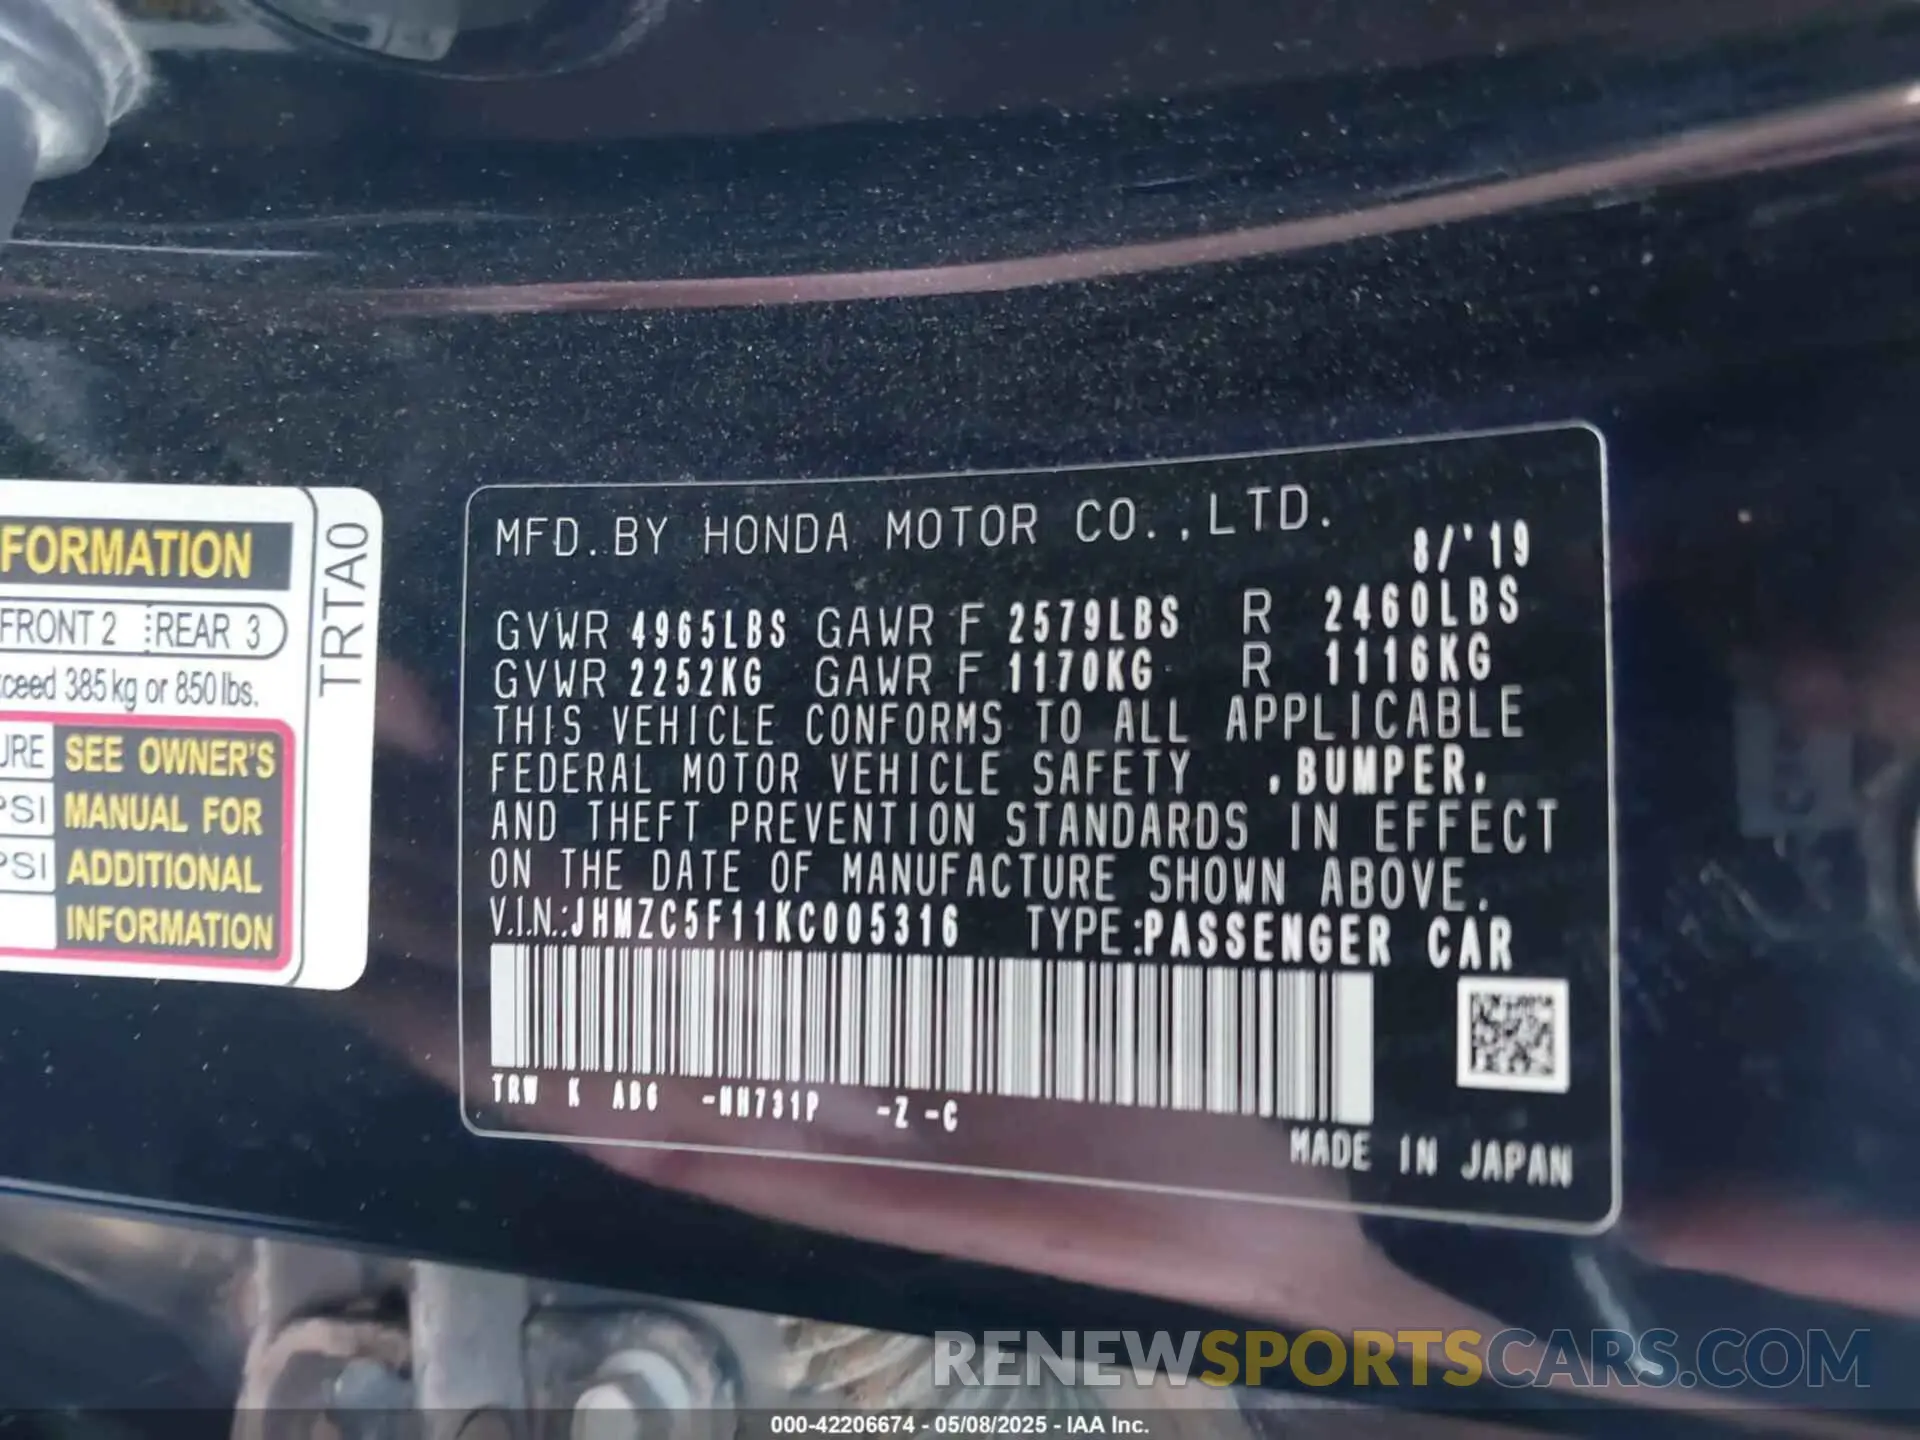 FORMATION
FRONT 2 REAR 3
ceed 385 kg or 850 lbs.
URE SEE OWNER'S
PSI MANUAL FOR
PSI ADDITIONAL
INFORMATION
TRTA0
MFD. BY HONDA MOTOR CO., LTD.
8/'19
GVWR 4965LBS GAWR F 2579LBS R 2460LBS
GVWR 2252KG GAWR F 1170KG R 1116KG
THIS VEHICLE CONFORMS TO ALL APPLICABLE
FEDERAL MOTOR VEHICLE SAFETY , BUMPER,
AND THEFT PREVENTION STANDARDS IN EFFECT
ON THE DATE OF MANUFACTURE SHOWN ABOVE.
V.I.N.:JHMZC5F11KC005316 TYPE:PASSENGER CAR
TRW K AB6 -NH731P -Z -C
MADE IN JAPAN
RENEWSPORTSCARS.COM
000-42206674 - 05/08/2025 - IAA Inc.